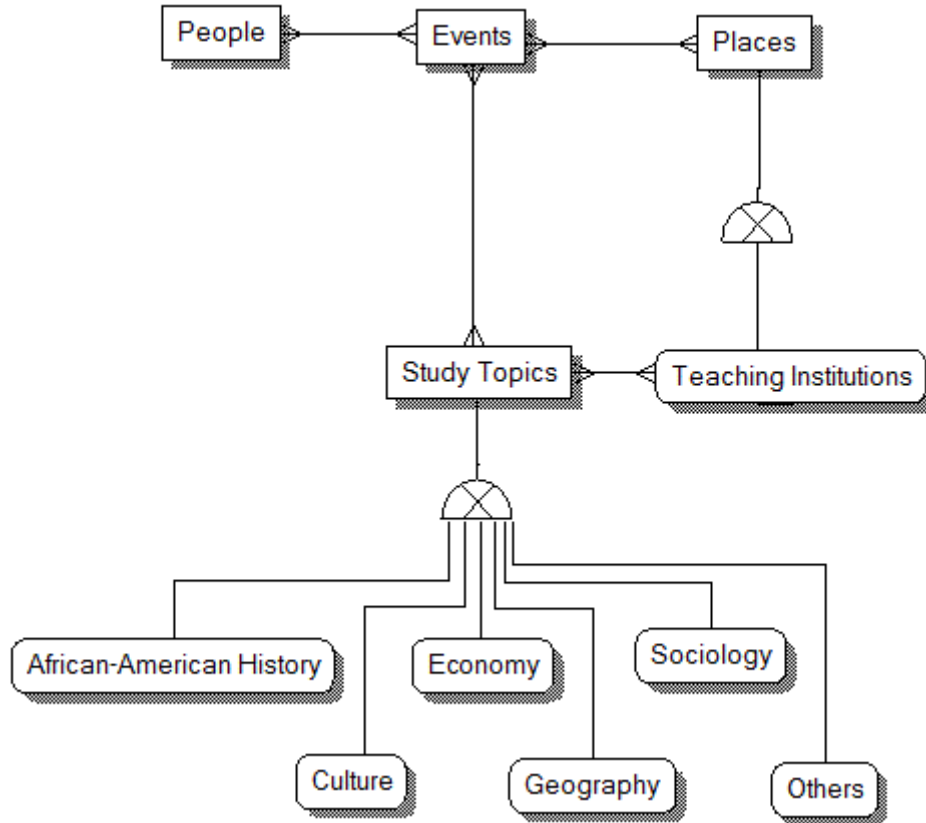 People
Events
Places
Study Topics
Teaching Institutions
African-American History
Economy
Sociology
Culture
Geography
Others